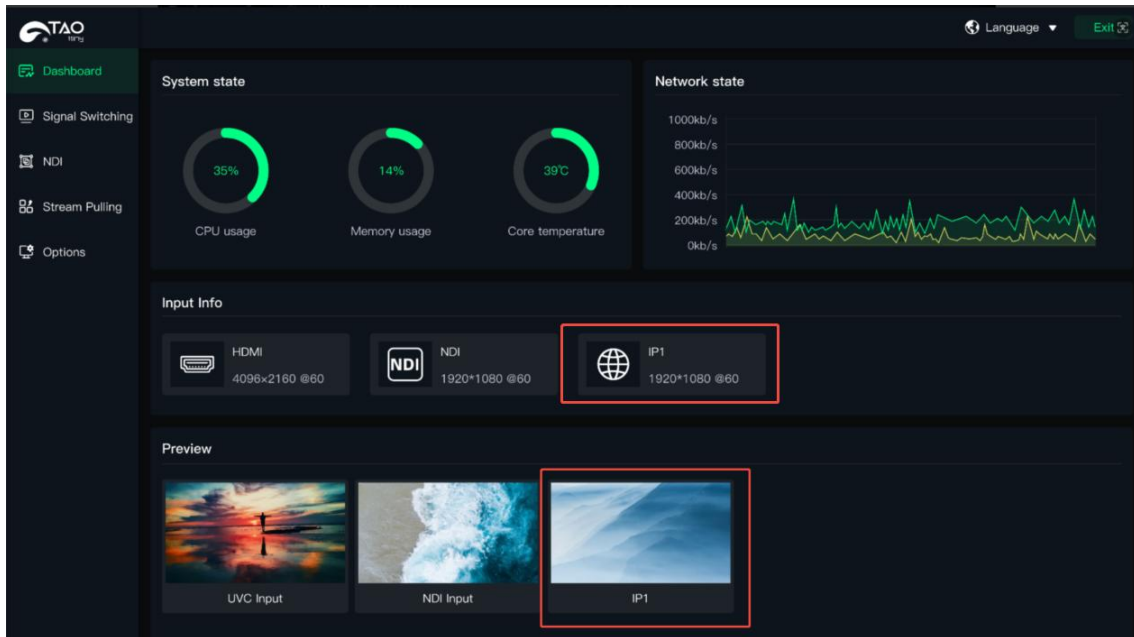 TAO
1tiny
Language
Exit
Dashboard
Signal Switching
NDI
Stream Pulling
Options
System state
35%
CPU usage
14%
Memory usage
39℃
Core temperature
Network state
1000kb/s
800kb/s
600kb/s
400kb/s
200kb/s
0kb/s
Input Info
HDMI
4096×2160 @60
NDI
NDI
1920*1080 @60
IP1
1920*1080 @60
Preview
UVC Input
NDI Input
IP1